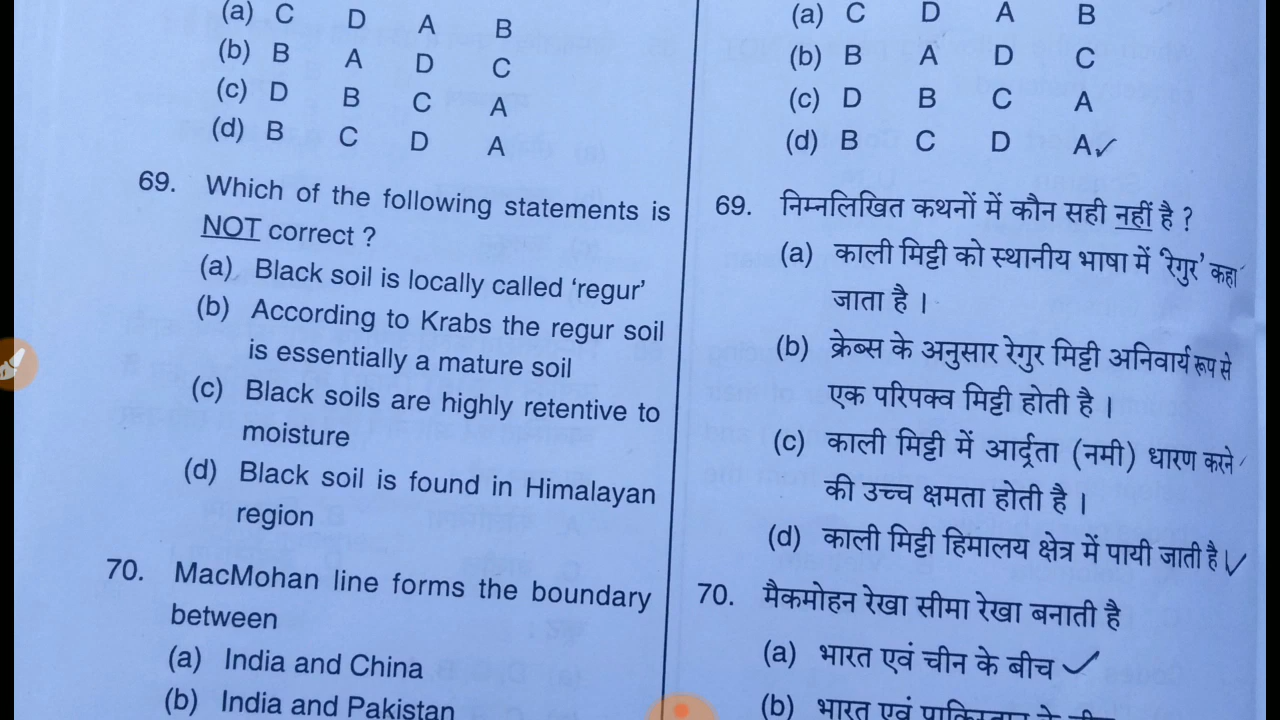 (a) C D A B
(b) B A D C
(c) D B C A
(d) B C D A
69. Which of the following statements is
NOT correct ?
(a) Black soil is locally called ‘regur’
(b) According to Krabs the regur soil
is essentially a mature soil
(c) Black soils are highly retentive to
moisture
(d) Black soil is found in Himalayan
region
70. MacMohan line forms the boundary
between
(a) India and China
(b) India and Pakistan
(a) C D A B
(b) B A D C
(c) D B C A
(d) B C D A
69. निम्नलिखित कथनों में कौन सही नहीं है ?
(a) काली मिट्टी को स्थानीय भाषा में ‘रेगुर’ कहा
जाता है ।
(b) क्रेब्स के अनुसार रेगुर मिट्टी अनिवार्य रूप से
एक परिपक्व मिट्टी होती है ।
(c) काली मिट्टी में आर्द्रता (नमी) धारण करने
की उच्च क्षमता होती है ।
(d) काली मिट्टी हिमालय क्षेत्र में पायी जाती है ।
70. मैकमोहन रेखा सीमा रेखा बनाती है
(a) भारत एवं चीन के बीच
(b) भारत एवं